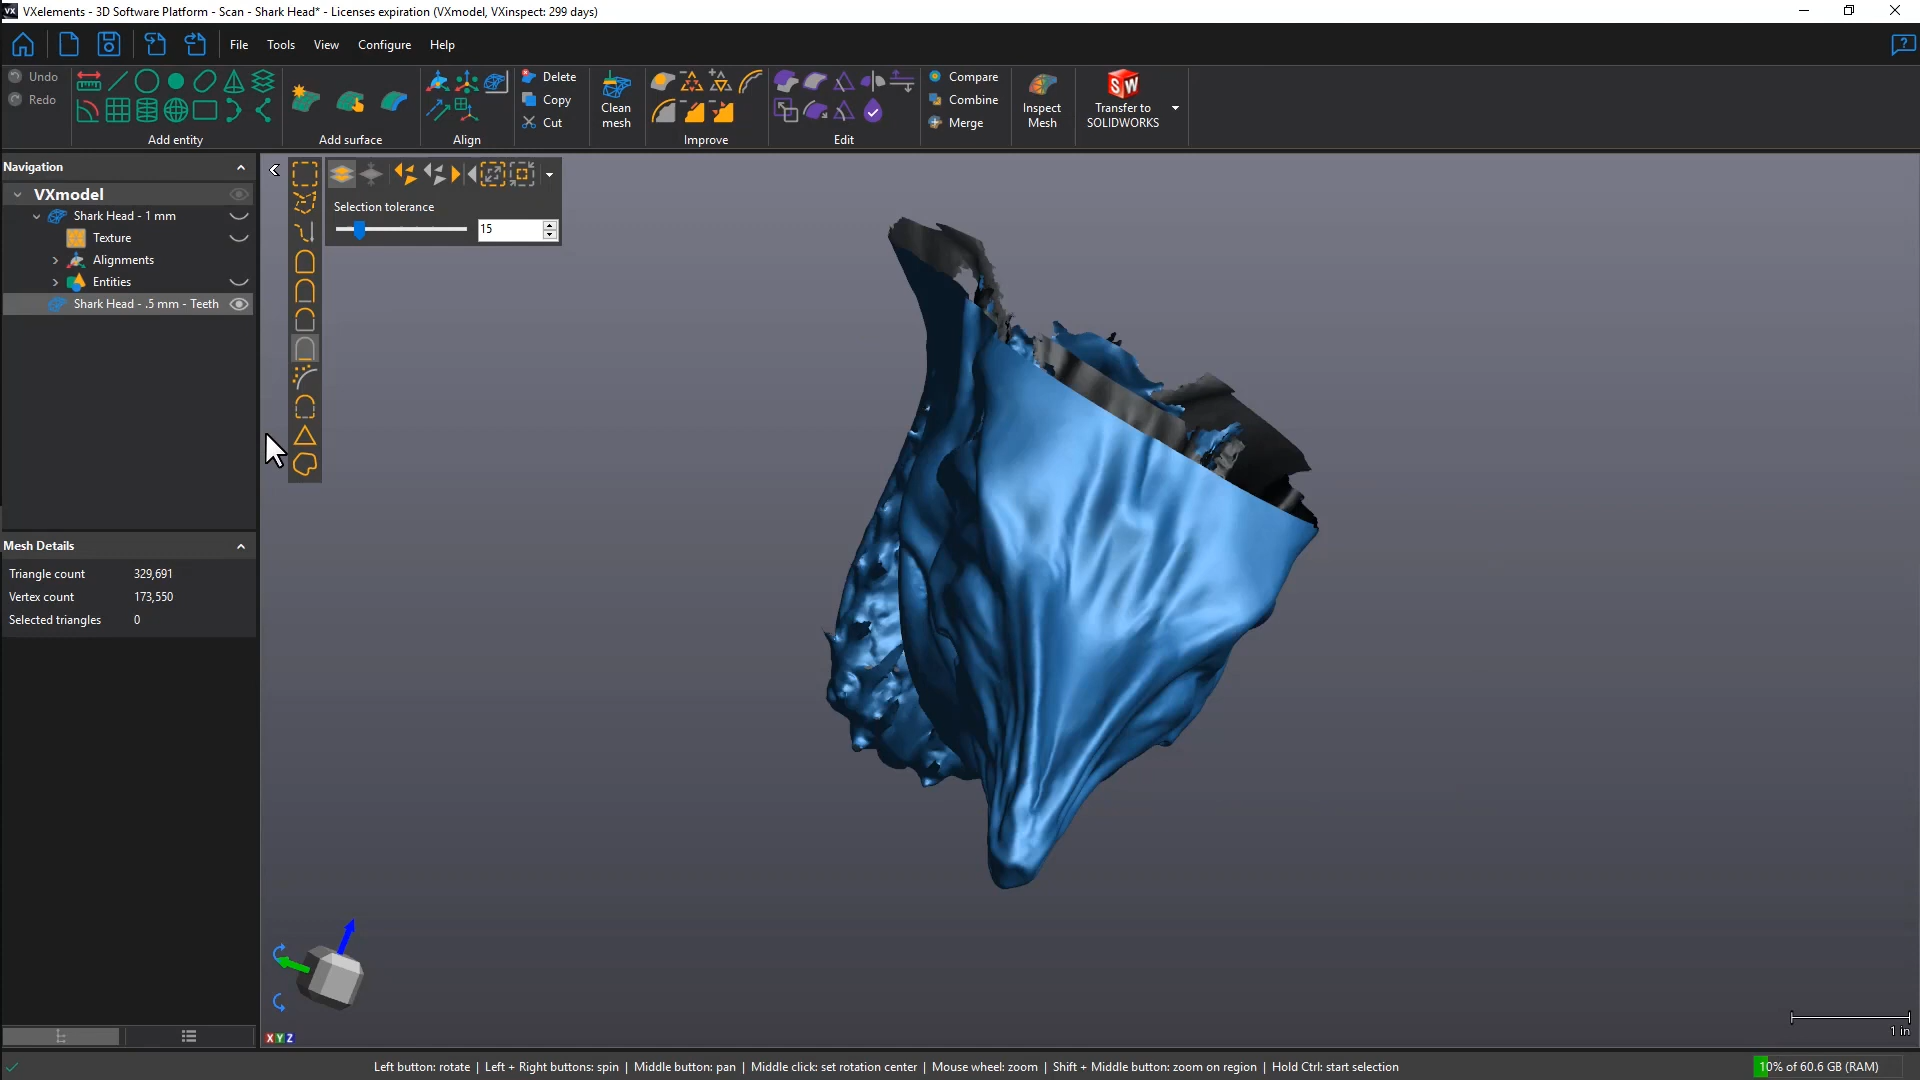 VX VXelements - 3D Software Platform - Scan - Shark Head* - Licenses expiration (VXmodel, VXinspect: 299 days)
File Tools View Configure Help
Undo
Redo
Add entity
Add surface
Align
Delete
Copy
Cut
Clean
mesh
Improve
Edit
Compare
Combine
Merge
Inspect
Mesh
SW
Transfer to
SOLIDWORKS
Navigation
VXmodel
Shark Head - 1 mm
Texture
Alignments
Entities
Shark Head - .5 mm - Teeth
Selection tolerance
15
Mesh Details
Triangle count 329,691
Vertex count 173,550
Selected triangles 0
X Y Z
1 in
Left button: rotate | Left + Right buttons: spin | Middle button: pan | Middle click: set rotation center | Mouse wheel: zoom | Shift + Middle button: zoom on region | Hold Ctrl: start selection
10% of 60.6 GB (RAM)